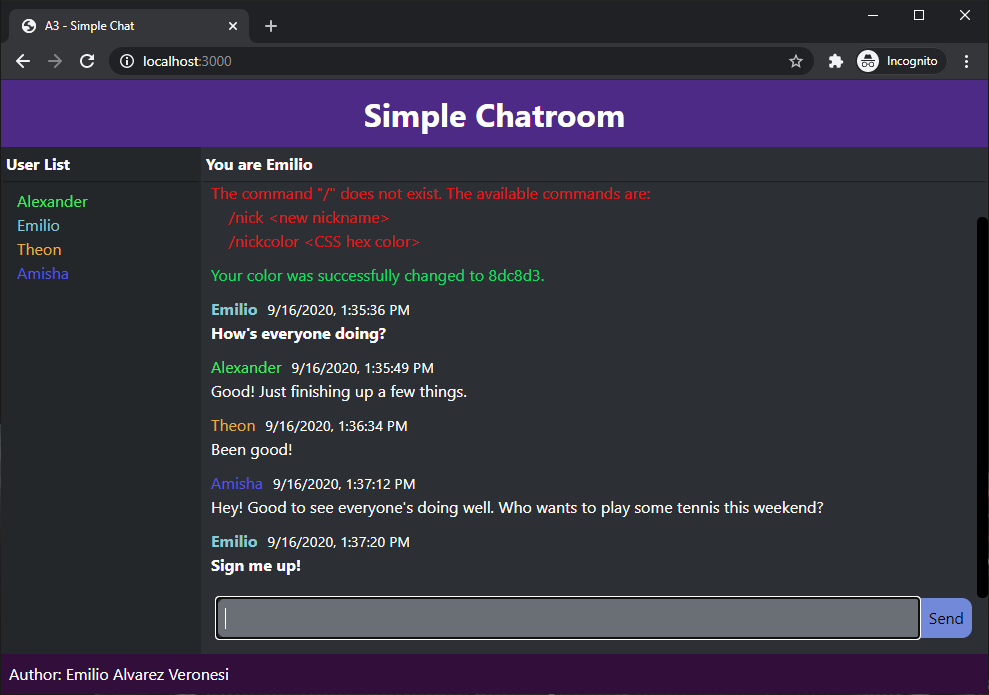 A3 - Simple Chat
localhost:3000
Incognito
Simple Chatroom
User List
You are Emilio
Alexander
Emilio
Theon
Amisha
The command "/" does not exist. The available commands are:
/nick <new nickname>
/nickcolor <CSS hex color>
Your color was successfully changed to 8dc8d3.
Emilio 9/16/2020, 1:35:36 PM
How's everyone doing?
Alexander 9/16/2020, 1:35:49 PM
Good! Just finishing up a few things.
Theon 9/16/2020, 1:36:34 PM
Been good!
Amisha 9/16/2020, 1:37:12 PM
Hey! Good to see everyone's doing well. Who wants to play some tennis this weekend?
Emilio 9/16/2020, 1:37:20 PM
Sign me up!
Send
Author: Emilio Alvarez Veronesi